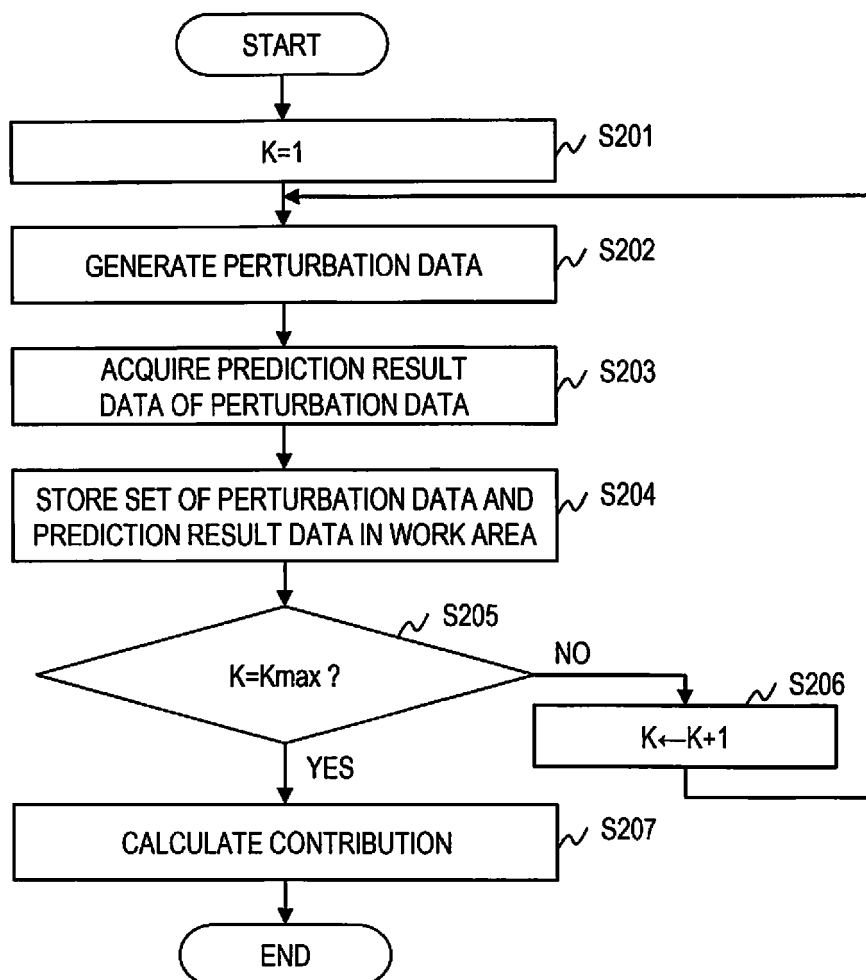 START
K=1
S201
GENERATE PERTURBATION DATA
S202
ACQUIRE PREDICTION RESULT
DATA OF PERTURBATION DATA
S203
STORE SET OF PERTURBATION DATA AND
PREDICTION RESULT DATA IN WORK AREA
S204
S205
K=Kmax ?
NO
S206
K←K+1
YES
CALCULATE CONTRIBUTION
S207
END